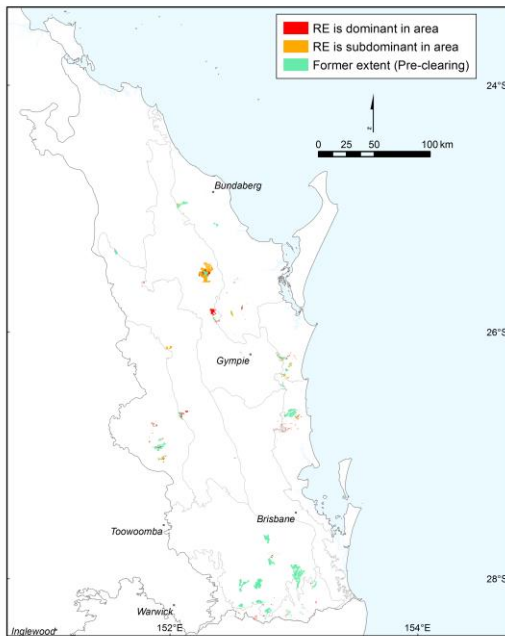 RE is dominant in area
RE is subdominant in area
Former extent (Pre-clearing)
24°S
N
0 25 50 100 km
Bundaberg
26°S
Gympie
Brisbane
Toowoomba
28°S
Warwick
Inglewood
152°E
154°E